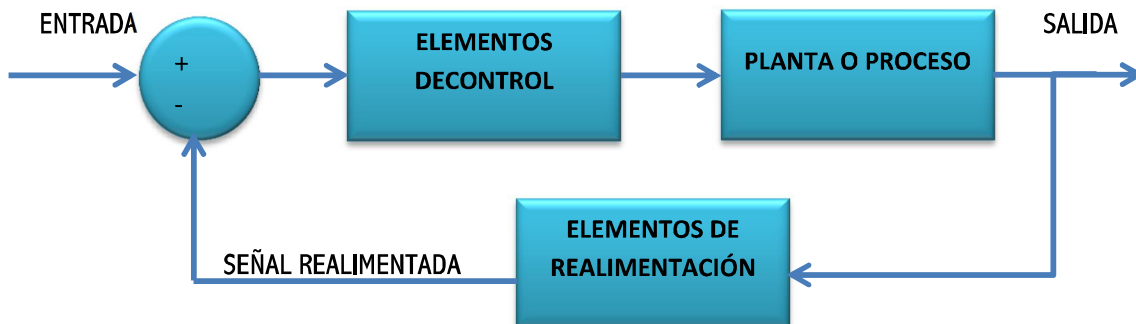 ENTRADA
+
-
ELEMENTOS
DECONTROL
PLANTA O PROCESO
SALIDA
ELEMENTOS DE
REALIMENTACIÓN
SEÑAL REALIMENTADA